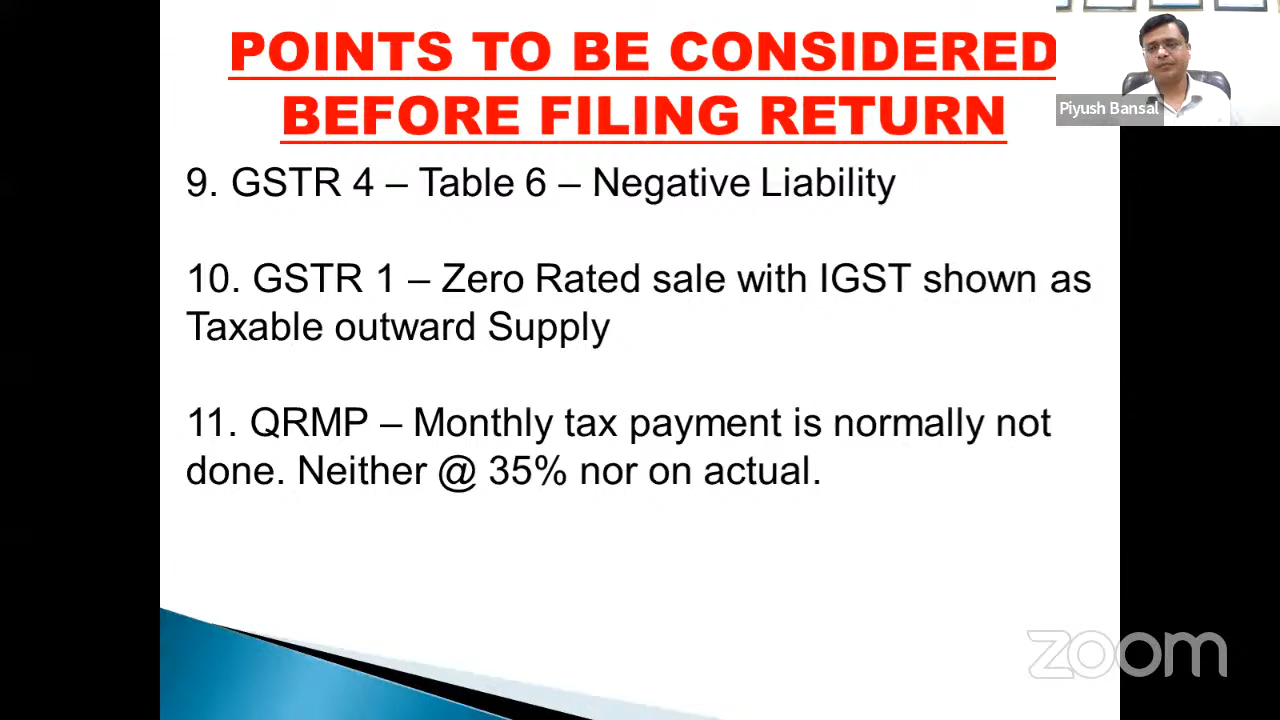 POINTS TO BE CONSIDERED
BEFORE FILING RETURN
Piyush Bansal
9. GSTR 4 – Table 6 – Negative Liability
10. GSTR 1 – Zero Rated sale with IGST shown as
Taxable outward Supply
11. QRMP – Monthly tax payment is normally not
done. Neither @ 35% nor on actual.
zoom